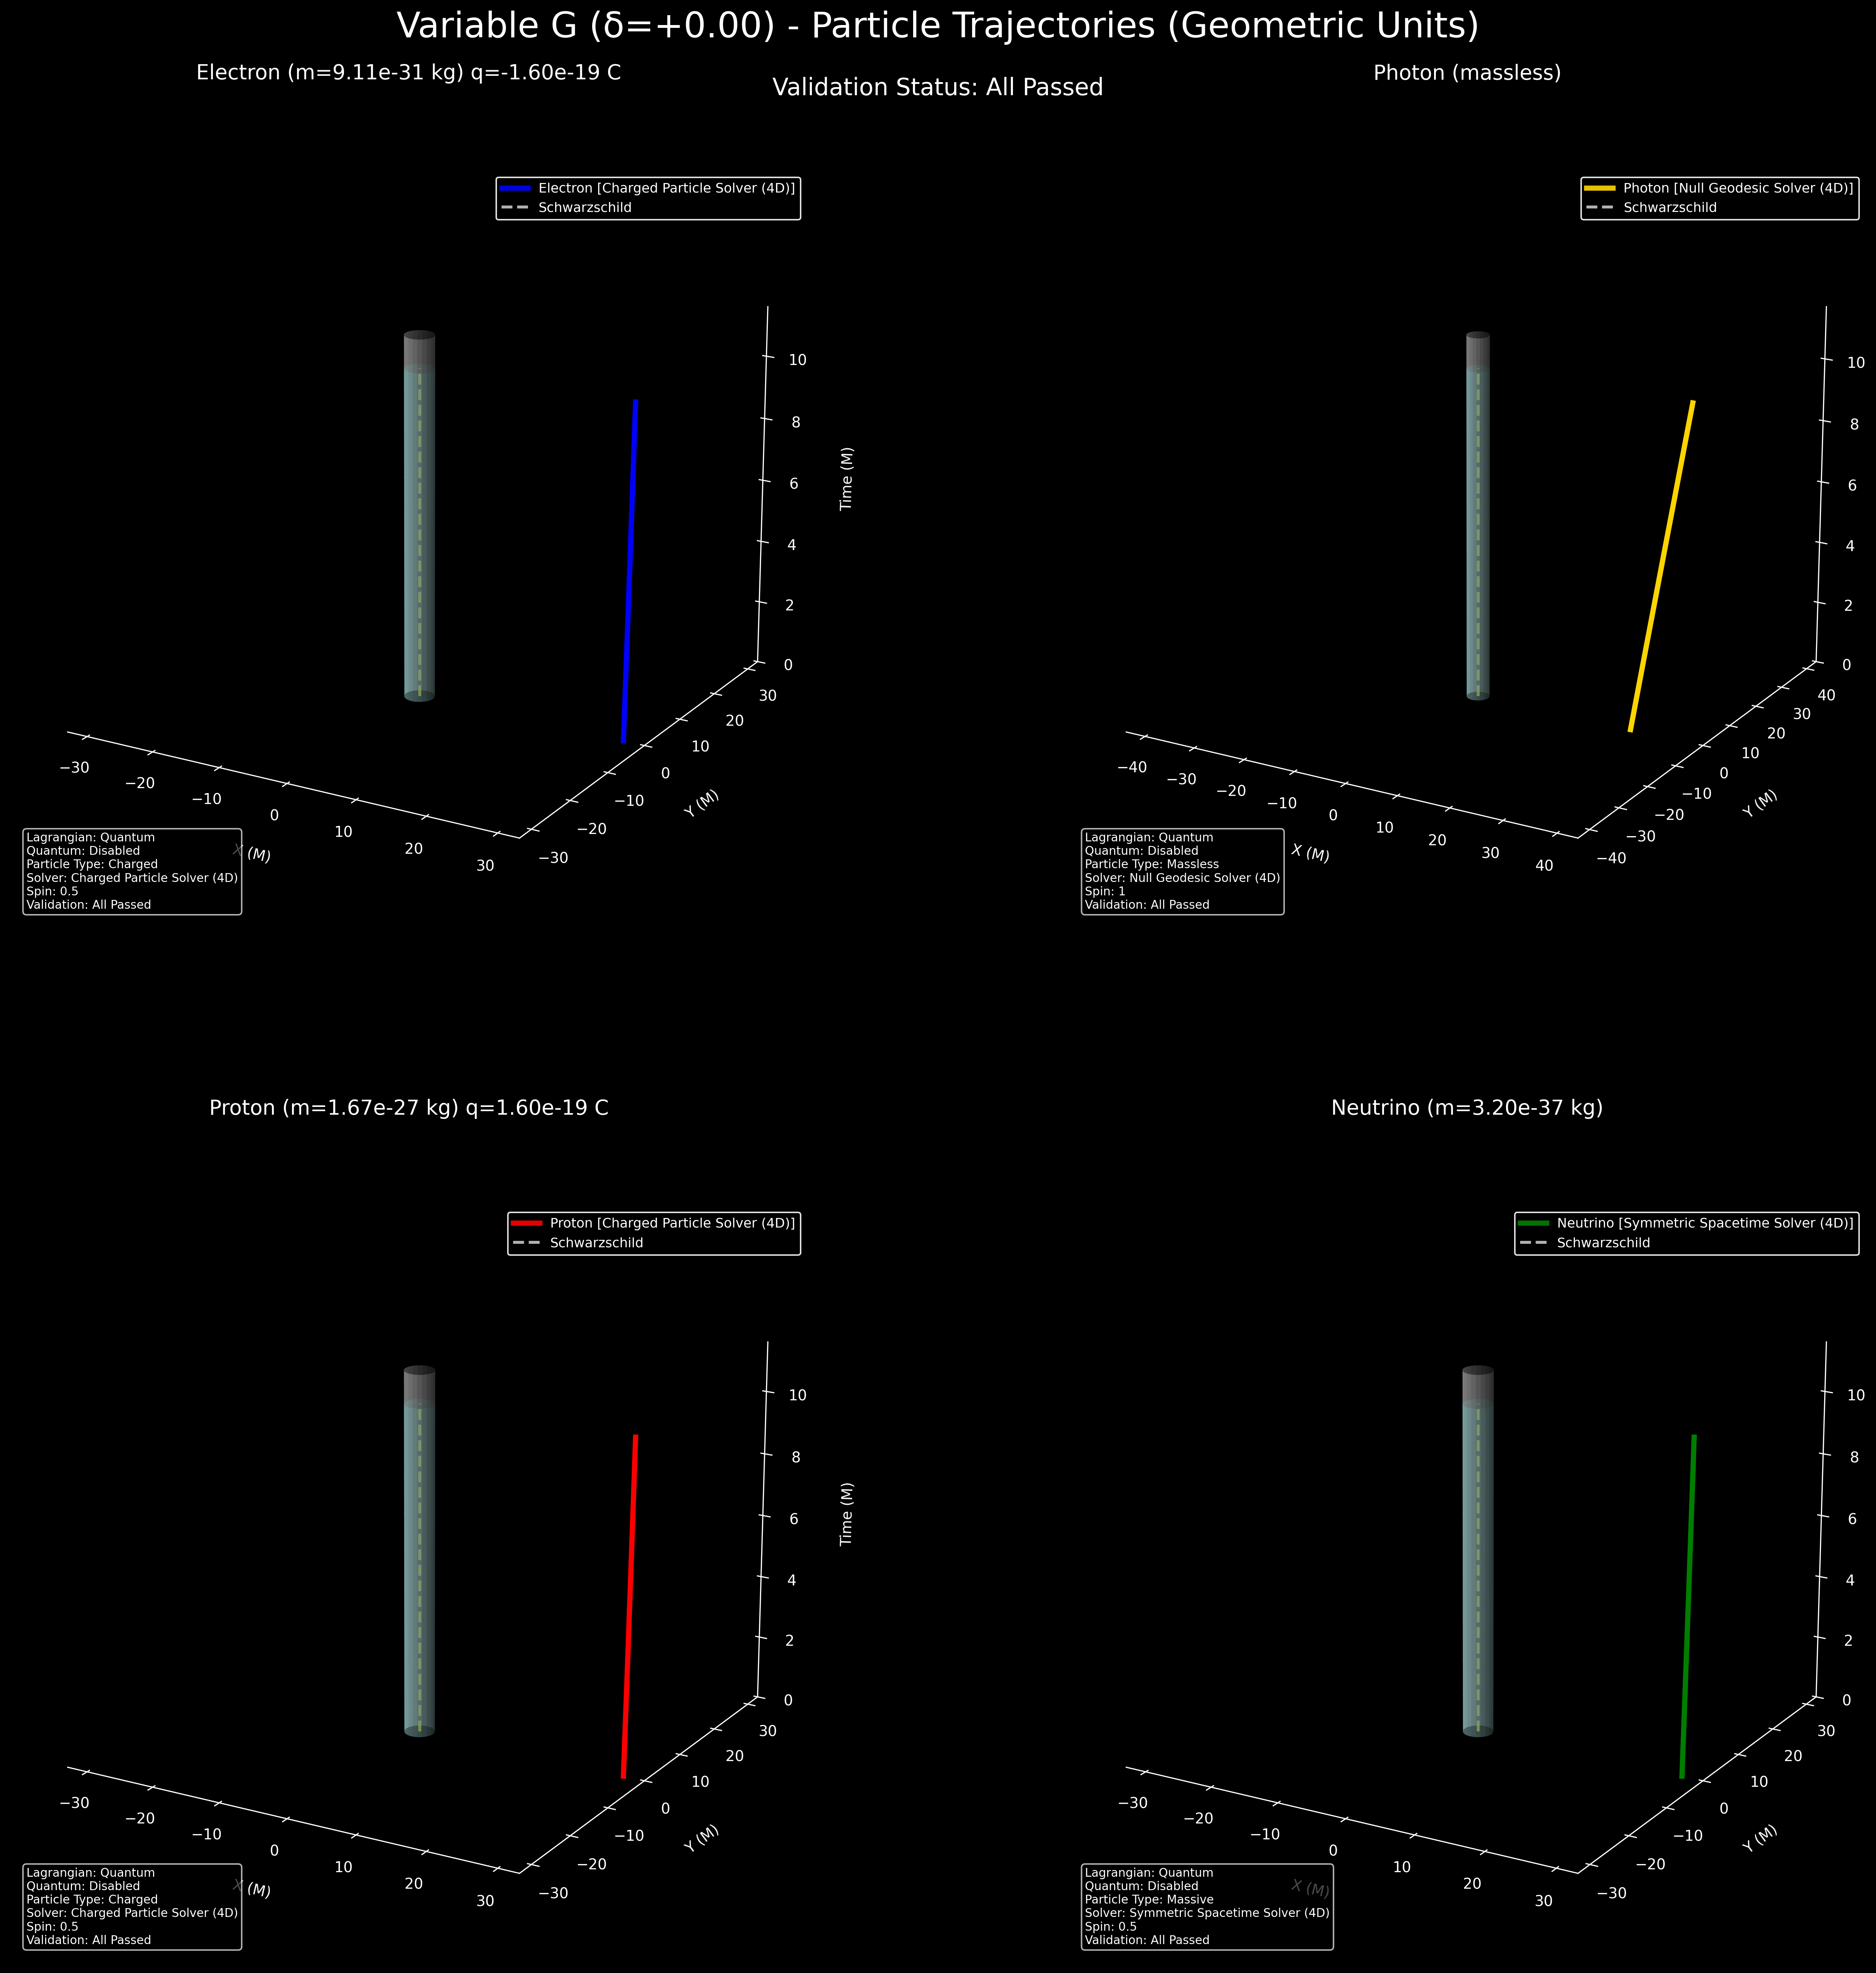 Variable G (δ=+0.00) - Particle Trajectories (Geometric Units)
Validation Status: All Passed
Electron (m=9.11e-31 kg) q=-1.60e-19 C
Electron [Charged Particle Solver (4D)]
Schwarzschild
10
8
6
4
2
0
Time (M)
30
20
10
0
−10
−20
−30
Y (M)
−30
−20
−10
0
10
20
30
X (M)
Lagrangian: Quantum
Quantum: Disabled
Particle Type: Charged
Solver: Charged Particle Solver (4D)
Spin: 0.5
Validation: All Passed
Photon (massless)
Photon [Null Geodesic Solver (4D)]
Schwarzschild
10
8
6
4
2
0
40
30
20
10
0
−10
−20
−30
−40
Y (M)
−40
−30
−20
−10
0
10
20
30
40
X (M)
Lagrangian: Quantum
Quantum: Disabled
Particle Type: Massless
Solver: Null Geodesic Solver (4D)
Spin: 1
Validation: All Passed
Proton (m=1.67e-27 kg) q=1.60e-19 C
Proton [Charged Particle Solver (4D)]
Schwarzschild
10
8
6
4
2
0
Time (M)
30
20
10
0
−10
−20
−30
Y (M)
−30
−20
−10
0
10
20
30
X (M)
Lagrangian: Quantum
Quantum: Disabled
Particle Type: Charged
Solver: Charged Particle Solver (4D)
Spin: 0.5
Validation: All Passed
Neutrino (m=3.20e-37 kg)
Neutrino [Symmetric Spacetime Solver (4D)]
Schwarzschild
10
8
6
4
2
0
30
20
10
0
−10
−20
−30
Y (M)
−30
−20
−10
0
10
20
30
X (M)
Lagrangian: Quantum
Quantum: Disabled
Particle Type: Massive
Solver: Symmetric Spacetime Solver (4D)
Spin: 0.5
Validation: All Passed